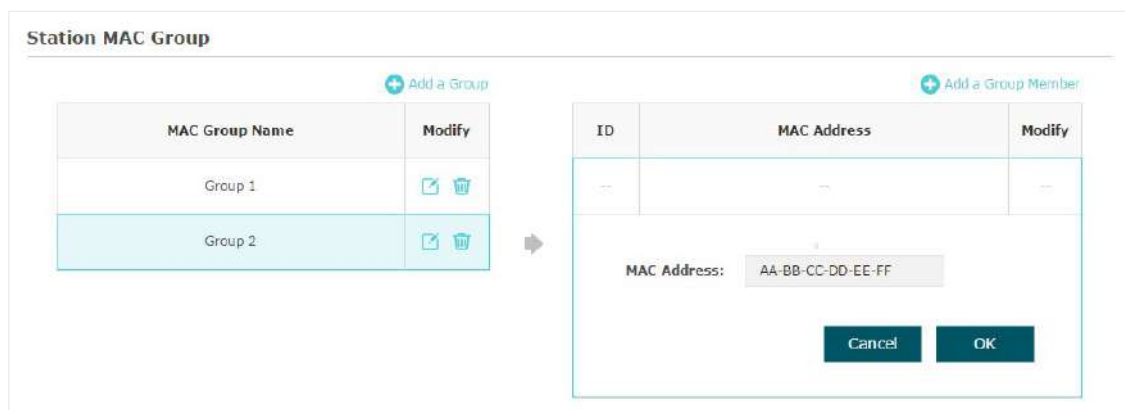 Station MAC Group
Add a Group
Add a Group Member
MAC Group Name Modify
ID MAC Address Modify
Group 1
-- -- --
Group 2
MAC Address: AA-BB-CC-DD-EE-FF
Cancel OK